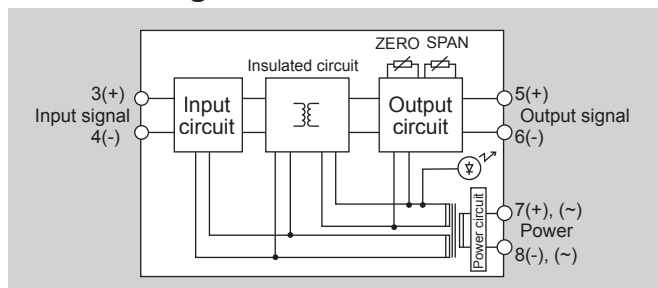 ZERO SPAN
Insulated circuit
3(+)
Input signal
4(-)
Input
circuit
Output
circuit
5(+)
Output signal
6(-)
7(+), (~)
Power
8(-), (~)
Power circuit